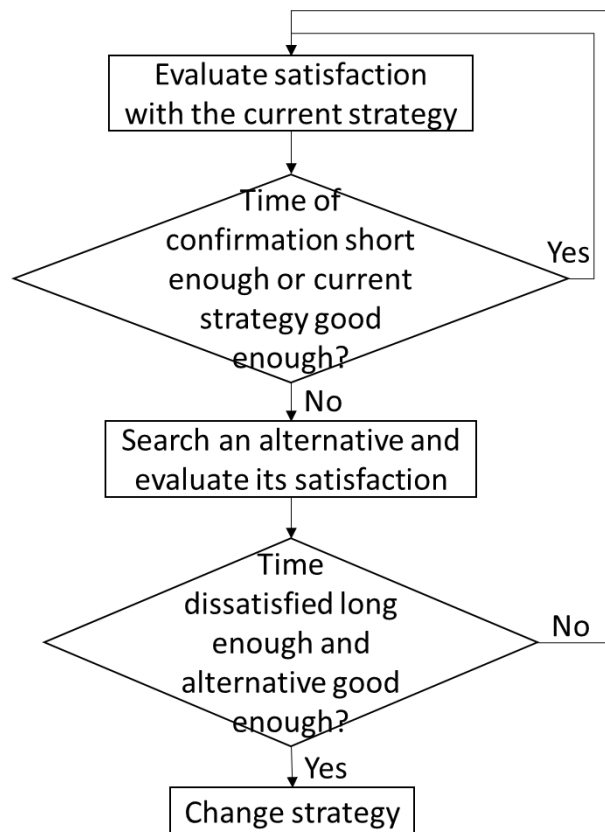 Evaluate satisfaction
with the current strategy
Time of
confirmation short
enough or current
strategy good
enough?
Yes
No
Search an alternative and
evaluate its satisfaction
Time
dissatisfied long
enough and
alternative good
enough?
No
Yes
Change strategy